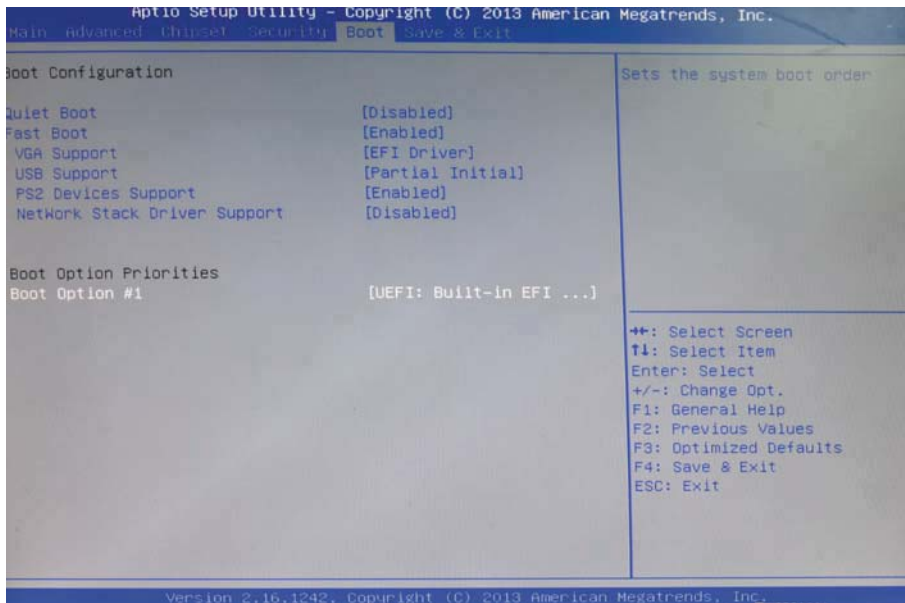 Aptio Setup Utility - Copyright (C) 2013 American Megatrends, Inc.
Main Advanced Chipset Security Boot Save & Exit
Boot Configuration
Quiet Boot [Disabled]
Fast Boot [Enabled]
VGA Support [EFI Driver]
USB Support [Partial Initial]
PS2 Devices Support [Enabled]
NetWork Stack Driver Support [Disabled]
Boot Option Priorities
Boot Option #1 [UEFI: Built-in EFI ...]
Sets the system boot order
→←: Select Screen
↑↓: Select Item
Enter: Select
+/-: Change Opt.
F1: General Help
F2: Previous Values
F3: Optimized Defaults
F4: Save & Exit
ESC: Exit
Version 2.16.1242. Copyright (C) 2013 American Megatrends, Inc.